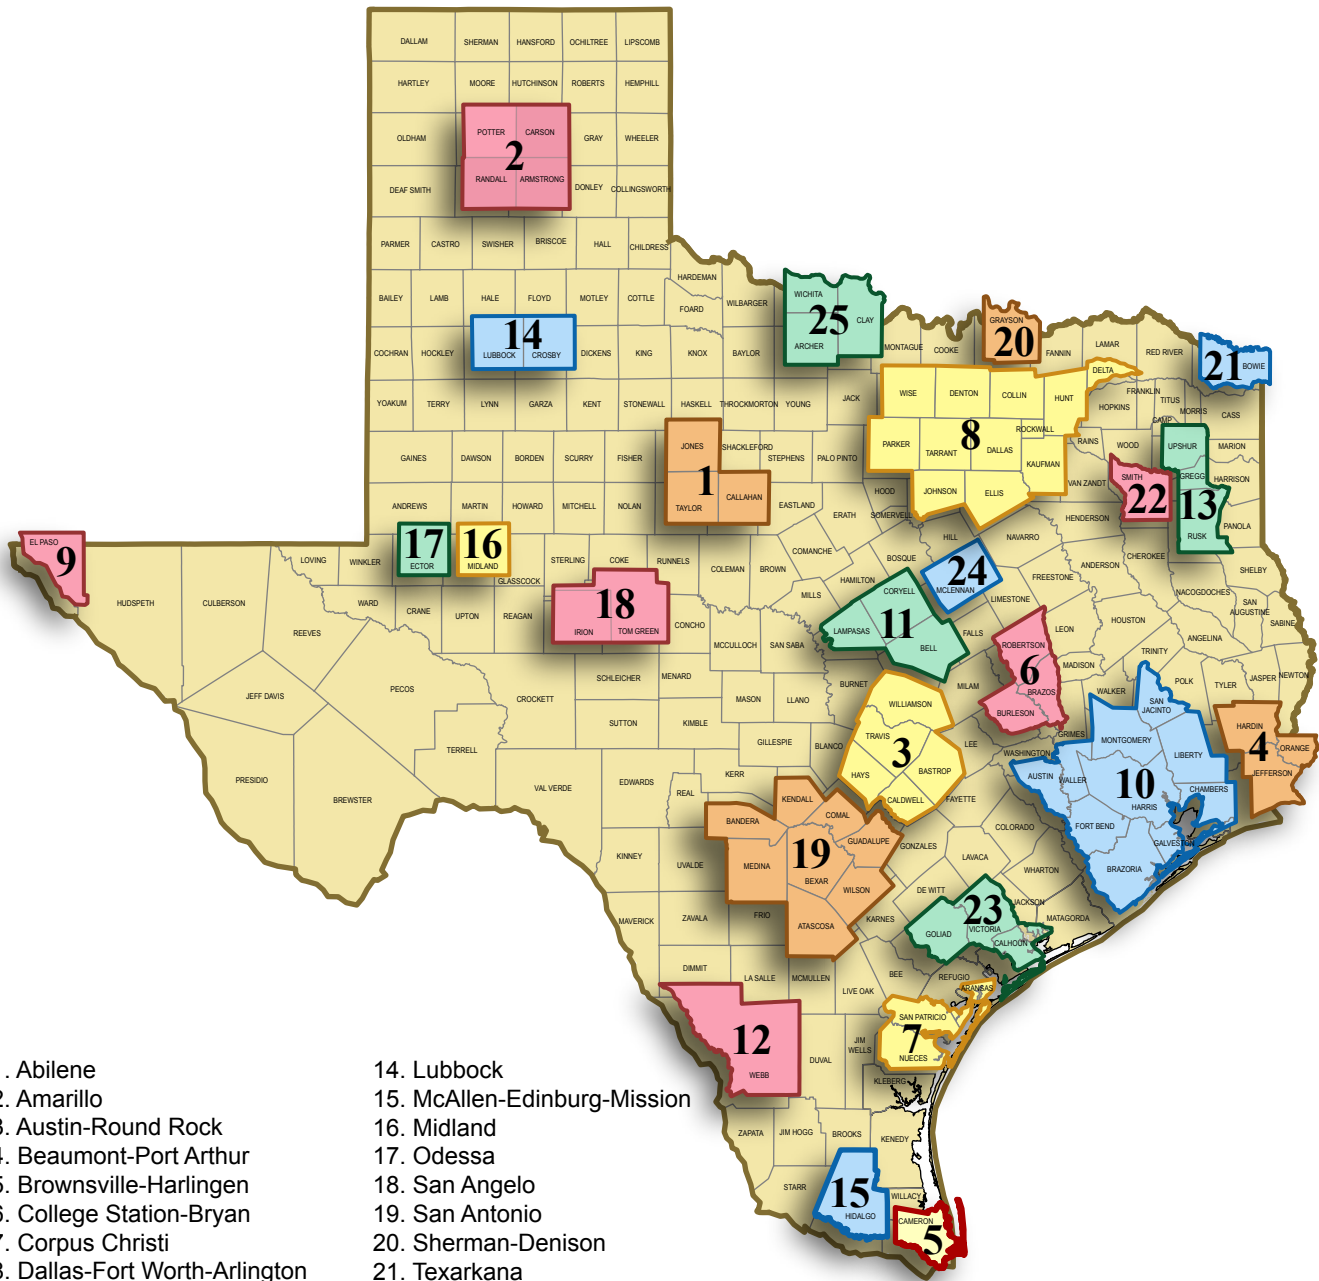 DALLAM SHERMAN HANSFORD OCHILTREE LIPSCOMB
HARTLEY MOORE HUTCHINSON ROBERTS HEMPHILL
OLDHAM POTTER CARSON GRAY WHEELER
2
DEAF SMITH RANDALL ARMSTRONG DONLEY COLLINGSWORTH
PARMER CASTRO SWISHER BRISCOE HALL CHILDRESS
HARDEMAN
BAILEY LAMB HALE FLOYD MOTLEY COTTLE FOARD WILBARGER WICHITA CLAY
25
ARCHER
14
COCHRAN HOCKLEY LUBBOCK CROSBY DICKENS KING KNOX BAYLOR
MONTAGUE COOKE GRAYSON FANNIN LAMAR RED RIVER BOWIE
20
21
DELTA
YOAKUM TERRY LYNN GARZA KENT STONEWALL HASKELL THROCKMORTON YOUNG JACK
WISE DENTON COLLIN HUNT HOPKINS FRANKLIN TITUS MORRIS CASS
CAMP
8
PARKER TARRANT DALLAS ROCKWALL KAUFMAN RAINS WOOD UPSHUR MARION
GAINES DAWSON BORDEN SCURRY FISHER JONES SHACKLEFORD STEPHENS PALO PINTO
1
TAYLOR CALLAHAN EASTLAND
HOOD JOHNSON ELLIS VAN ZANDT SMITH GREGG HARRISON
22
13
RUSK PANOLA
ANDREWS MARTIN HOWARD MITCHELL NOLAN
ERATH SOMERVELL HILL NAVARRO HENDERSON CHEROKEE SHELBY
EL PASO
9
17
ECTOR
16
MIDLAND
GLASSCOCK STERLING COKE RUNNELS COLEMAN BROWN COMANCHE BOSQUE
HUDSPETH CULBERSON LOVING WINKLER
WARD CRANE UPTON REAGAN
18
IRION TOM GREEN CONCHO
MILLS HAMILTON CORYELL
24
MCLENNAN LIMESTONE FREESTONE ANDERSON NACOGDOCHES SAN AUGUSTINE SABINE
11
LAMPASAS BELL FALLS
REEVES JEFF DAVIS PECOS
MCCULLOCH SAN SABA
ROBERTSON LEON HOUSTON ANGELINA
6
BRAZOS BURLESON MADISON TRINITY
SCHLEICHER MENARD BURNET MILAM
CROCKETT SUTTON KIMBLE MASON LLANO
WILLIAMSON
WALKER SAN JACINTO POLK TYLER JASPER NEWTON
TERRELL
GILLESPIE BLANCO TRAVIS
3
HAYS BASTROP LEE CALDWELL FAYETTE
WASHINGTON GRIMES MONTGOMERY LIBERTY
HARDIN ORANGE
4
JEFFERSON
PRESIDIO BREWSTER
VAL VERDE EDWARDS REAL KERR
AUSTIN WALLER
10
HARRIS CHAMBERS
BANDERA KENDALL COMAL GUADALUPE GONZALES
COLORADO FORT BEND GALVESTON
BRAZORIA
KINNEY UVALDE MEDINA
19
BEXAR WILSON LAVACA WHARTON
DE WITT JACKSON MATAGORDA
MAVERICK ZAVALA FRIO ATASCOSA KARNES
23
GOLIAD VICTORIA CALHOUN
DIMMIT LA SALLE MCMULLEN LIVE OAK BEE REFUGIO ARANSAS
SAN PATRICIO
7
NUECES
12
WEBB DUVAL JIM WELLS KLEBERG
ZAPATA JIM HOGG BROOKS KENEDY
STARR
15
HIDALGO WILLACY
CAMERON
5
. Abilene
. Amarillo
. Austin-Round Rock
. Beaumont-Port Arthur
. Brownsville-Harlingen
. College Station-Bryan
. Corpus Christi
. Dallas-Fort Worth-Arlington
14. Lubbock
15. McAllen-Edinburg-Mission
16. Midland
17. Odessa
18. San Angelo
19. San Antonio
20. Sherman-Denison
21. Texarkana